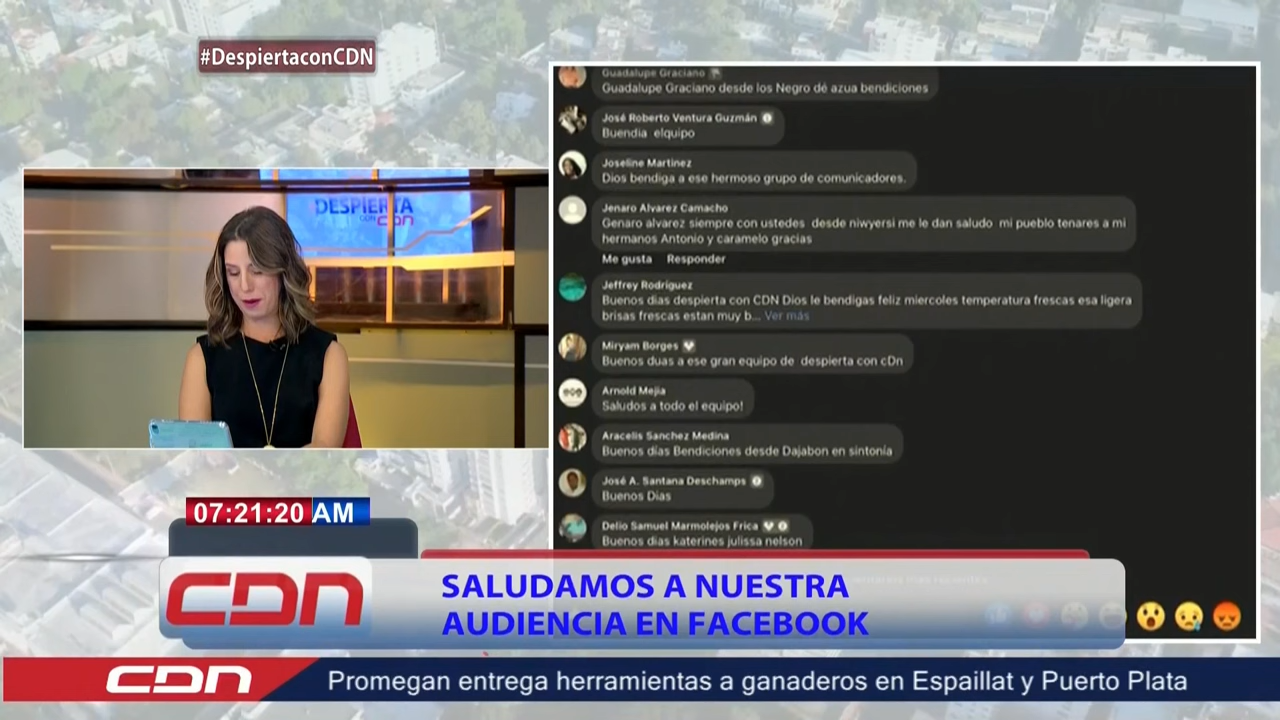 #DespiertaconCDN
Guadalupe Graciano
Guadalupe Graciano desde los Negro dé azua bendiciones
José Roberto Ventura Guzmán
Buendia elquipo
Joseline Martinez
Dios bendiga a ese hermoso grupo de comunicadores.
Jenaro Alvarez Camacho
Genaro alvarez siempre con ustedes desde niwyersi me le dan saludo mi pueblo tenares a mi
hermanos Antonio y caramelo gracias
Me gusta Responder
Jeffrey Rodríguez
Buenos dias despierta con CDN Dios le bendigas feliz miercoles temperatura frescas esa ligera
brisas frescas estan muy b... Ver más
Miryam Borges
Buenos duas a ese gran equipo de despierta con cDn
Arnold Mejia
Saludos a todo el equipo!
Aracelis Sanchez Medina
Buenos días Bendiciones desde Dajabon en sintonía
José A. Santana Deschamps
Buenos Dias
Delio Samuel Marmolejos Frica
Buenos dias katerines julissa nelson
DESPIERTA
CON CDN
07:21:20 AM
CDN
SALUDAMOS A NUESTRA
AUDIENCIA EN FACEBOOK
CDN
Promegan entrega herramientas a ganaderos en Espaillat y Puerto Plata